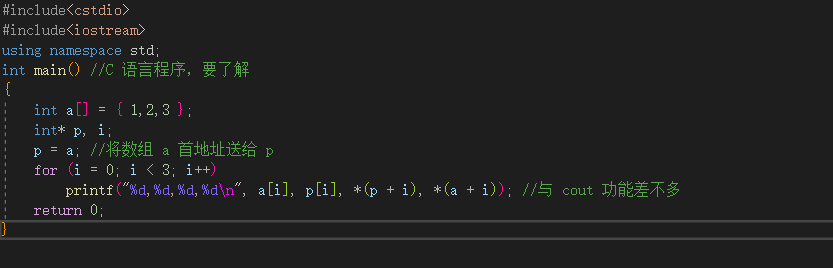 #include<cstdio>
#include<iostream>
using namespace std;
int main() //C 语言程序，要了解
{
int a[] = { 1,2,3 };
int* p, i;
p = a; //将数组 a 首地址送给 p
for (i = 0; i < 3; i++)
printf("%d,%d,%d,%d\n", a[i], p[i], *(p + i), *(a + i)); //与 cout 功能差不多
return 0;
}